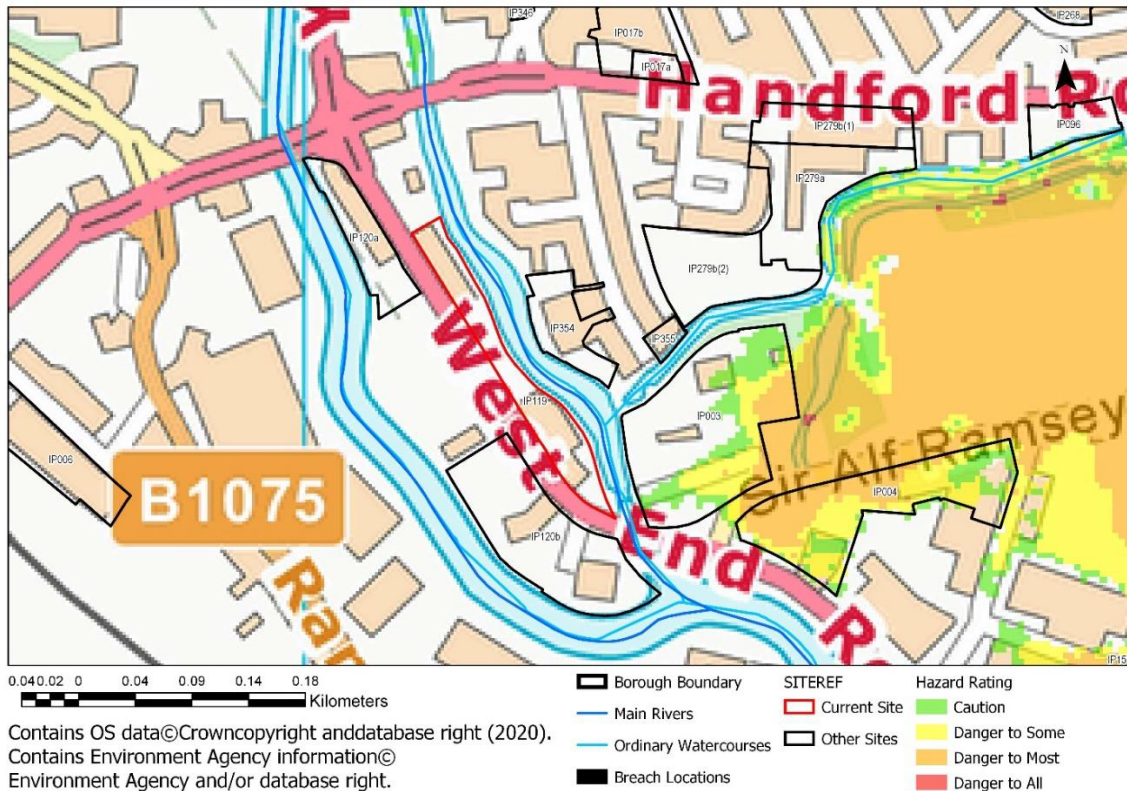 IP346
IP017b
IP268
IP017a
N
Handford Ro
IP279b(1)
IP096
IP279a
IP120a
IP279b(2)
IP354
IP355
West
IP119
IP003
Sir Alf Ramsey
IP006
IP004
B1075
IP120b
End
Ra
Ro
IP15
0.04 0.02 0 0.04 0.09 0.14 0.18
Kilometers
Contains OS data©Crowncopyright anddatabase right (2020).
Contains Environment Agency information©
Environment Agency and/or database right.
Borough Boundary
Main Rivers
Ordinary Watercourses
Breach Locations
SITEREF
Current Site
Other Sites
Hazard Rating
Caution
Danger to Some
Danger to Most
Danger to All